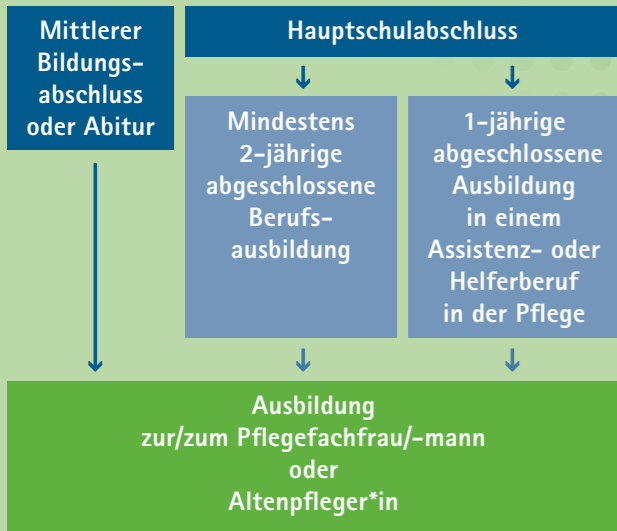 Mittlerer
Bildungs-
abschluss
oder Abitur
Hauptschulabschluss
Mindestens
2-jährige
abgeschlossene
Berufs-
ausbildung
1-jährige
abgeschlossene
Ausbildung
in einem
Assistenz- oder
Helferberuf
in der Pflege
Ausbildung
zur/zum Pflegefachfrau/-mann
oder
Altenpfleger*in